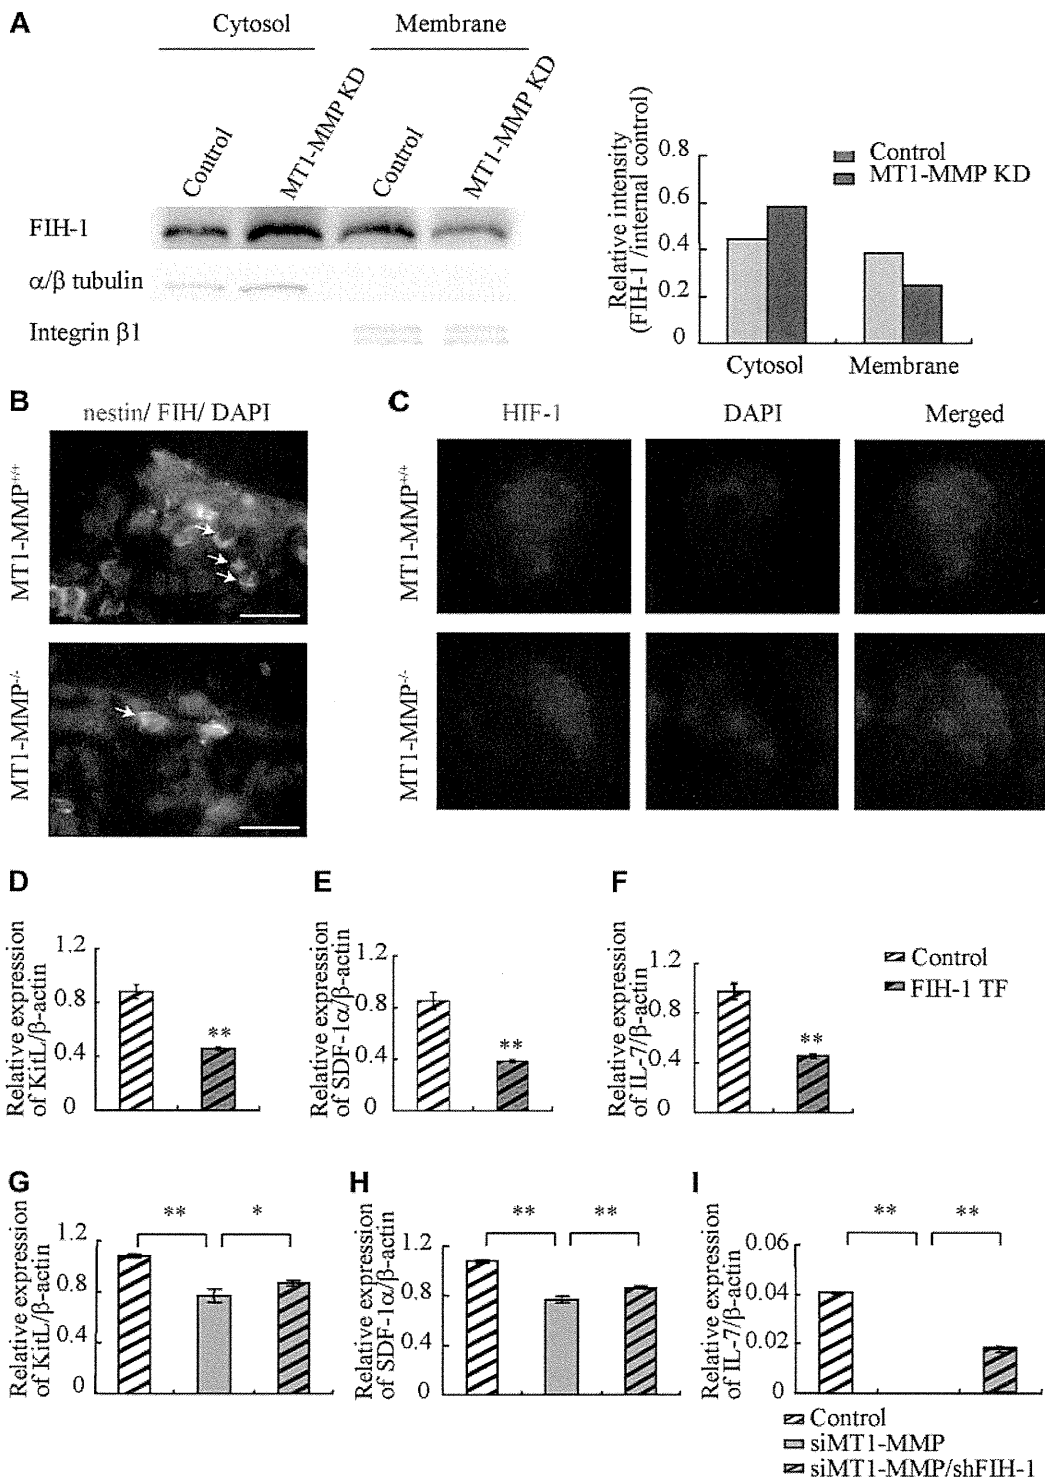 A
Cytosol
Membrane
Control
MT1-MMP KD
Control
MT1-MMP KD
FIH-1
α/β tubulin
Integrin β1
Relative intensity
(FIH-1 /internal control)
0.8
0.6
0.4
0.2
0
Control
MT1-MMP KD
Cytosol
Membrane
B
nestin/ FIH/ DAPI
MT1-MMP+/+
MT1-MMP-/-
C
HIF-1
DAPI
Merged
MT1-MMP+/+
MT1-MMP-/-
D
Relative expression
of KitL/β-actin
1.2
0.8
0.4
0
**
E
Relative expression
of SDF-1α/β-actin
1.2
0.8
0.4
0
**
F
Relative expression
of IL-7/β-actin
1.2
0.8
0.4
0
**
Control
FIH-1 TF
G
Relative expression
of KitL/β-actin
1.2
0.8
0.4
0
**
*
H
Relative expression
of SDF-1α/β-actin
1.2
0.8
0.4
0
**
**
I
Relative expression
of IL-7/β-actin
0.06
0.04
0.02
0
**
**
Control
siMT1-MMP
siMT1-MMP/shFIH-1